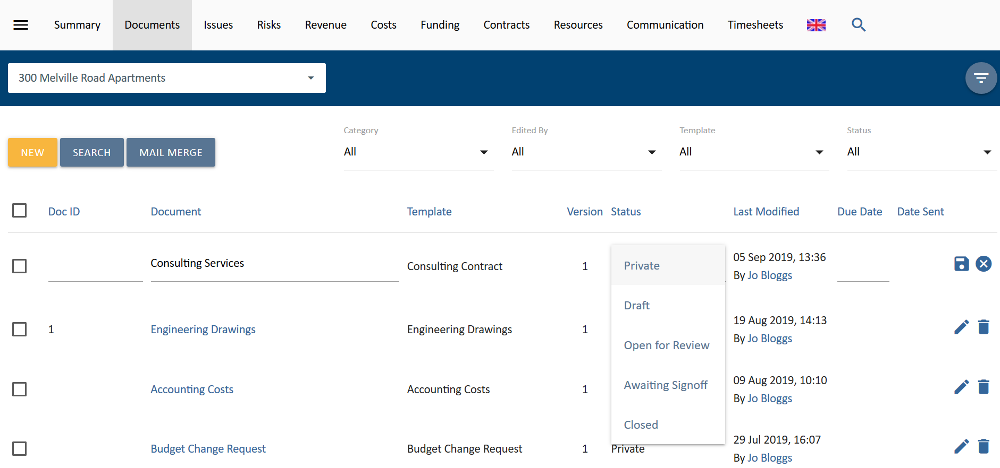 Summary Documents Issues Risks Revenue Costs Funding Contracts Resources Communication Timesheets
300 Melville Road Apartments
Category Edited By Template Status
NEW SEARCH MAIL MERGE All All All All
Doc ID Document Template Version Status Last Modified Due Date Date Sent
Consulting Services Consulting Contract 1 Private 05 Sep 2019, 13:36
By Jo Bloggs
Draft
1 Engineering Drawings Engineering Drawings 1 19 Aug 2019, 14:13
By Jo Bloggs
Open for Review
Accounting Costs Accounting Costs 1 Awaiting Signoff 09 Aug 2019, 10:10
By Jo Bloggs
Closed
Budget Change Request Budget Change Request 1 Private 29 Jul 2019, 16:07
By Jo Bloggs